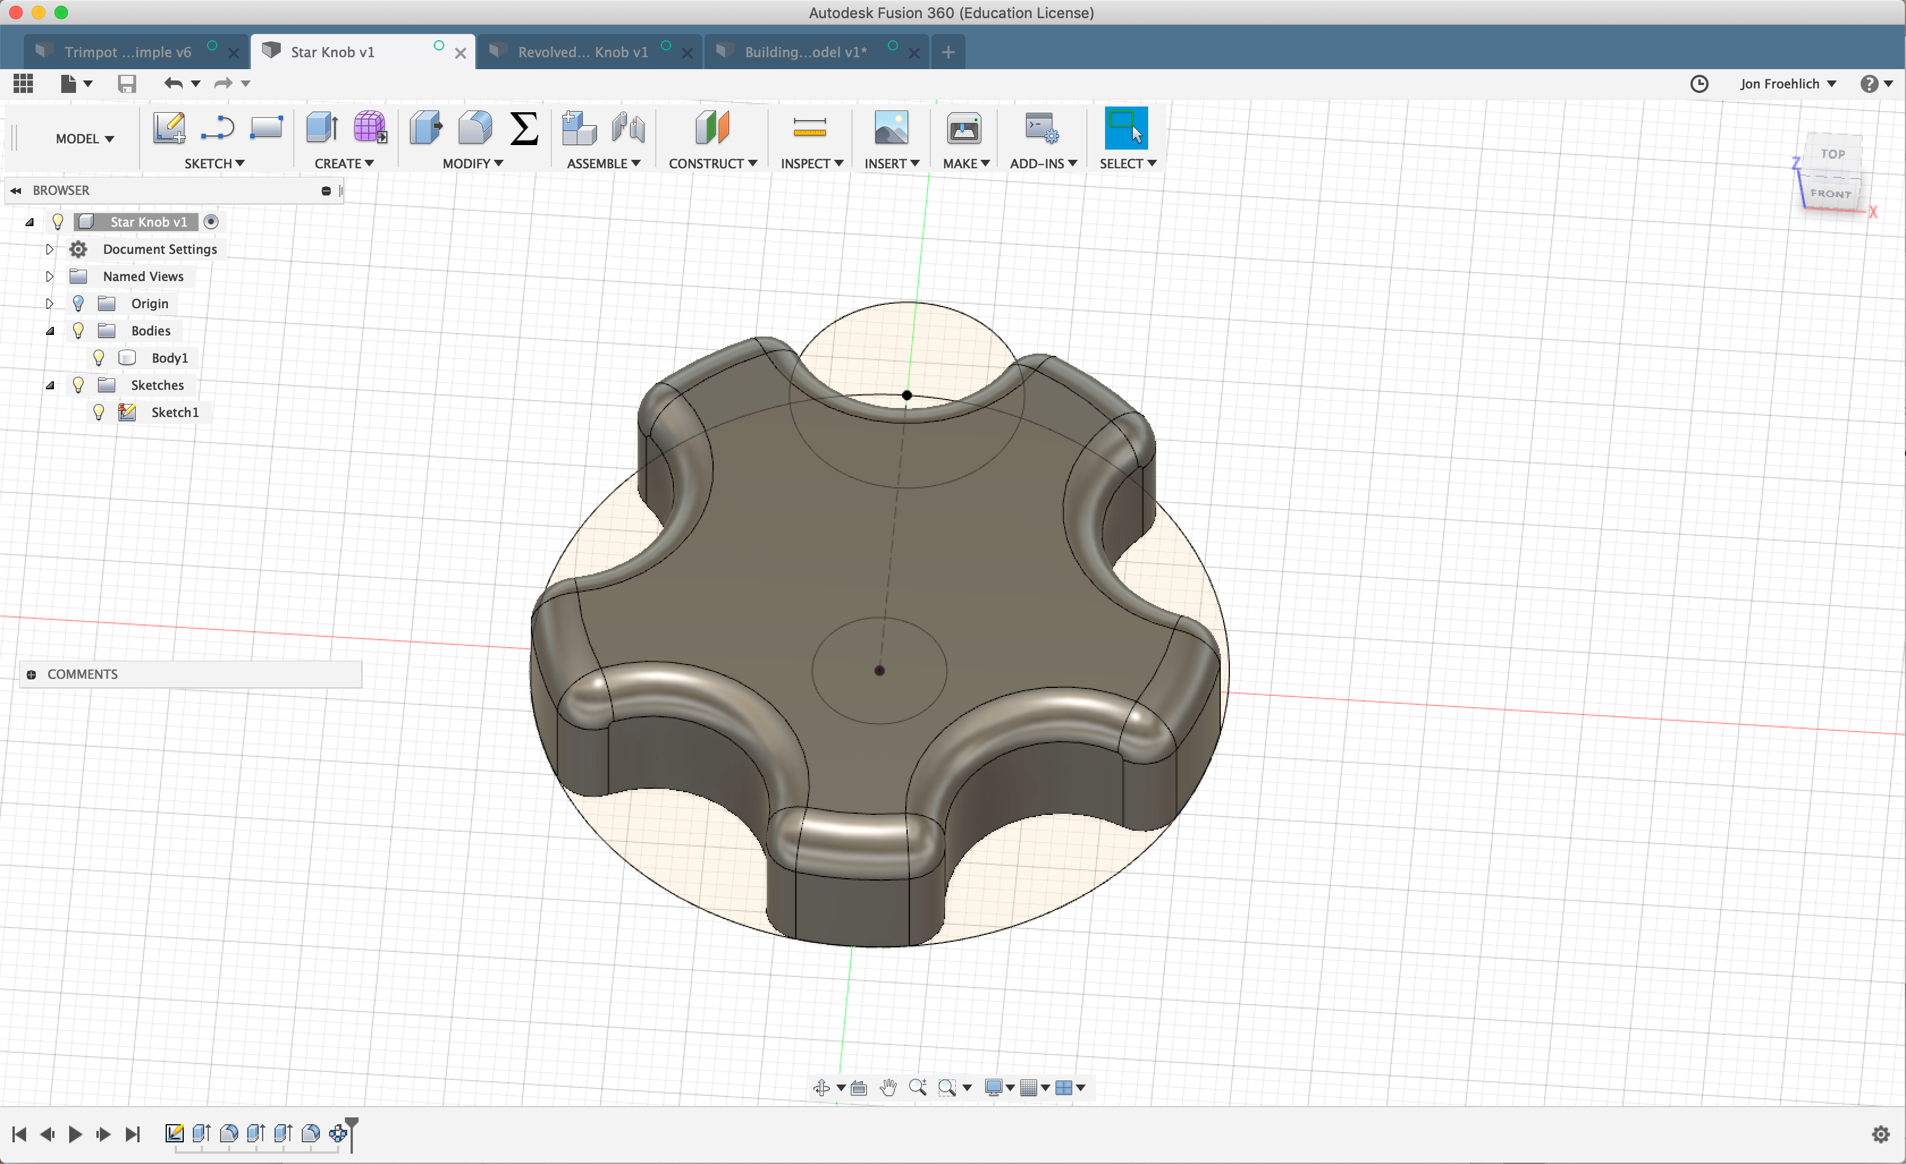 Autodesk Fusion 360 (Education License)
Trimpot ...imple v6
Star Knob v1
Revolved... Knob v1
Building...odel v1*
Jon Froehlich
MODEL
SKETCH
CREATE
MODIFY
ASSEMBLE
CONSTRUCT
INSPECT
INSERT
MAKE
ADD-INS
SELECT
TOP
Z
FRONT
X
BROWSER
Star Knob v1
Document Settings
Named Views
Origin
Bodies
Body1
Sketches
Sketch1
COMMENTS